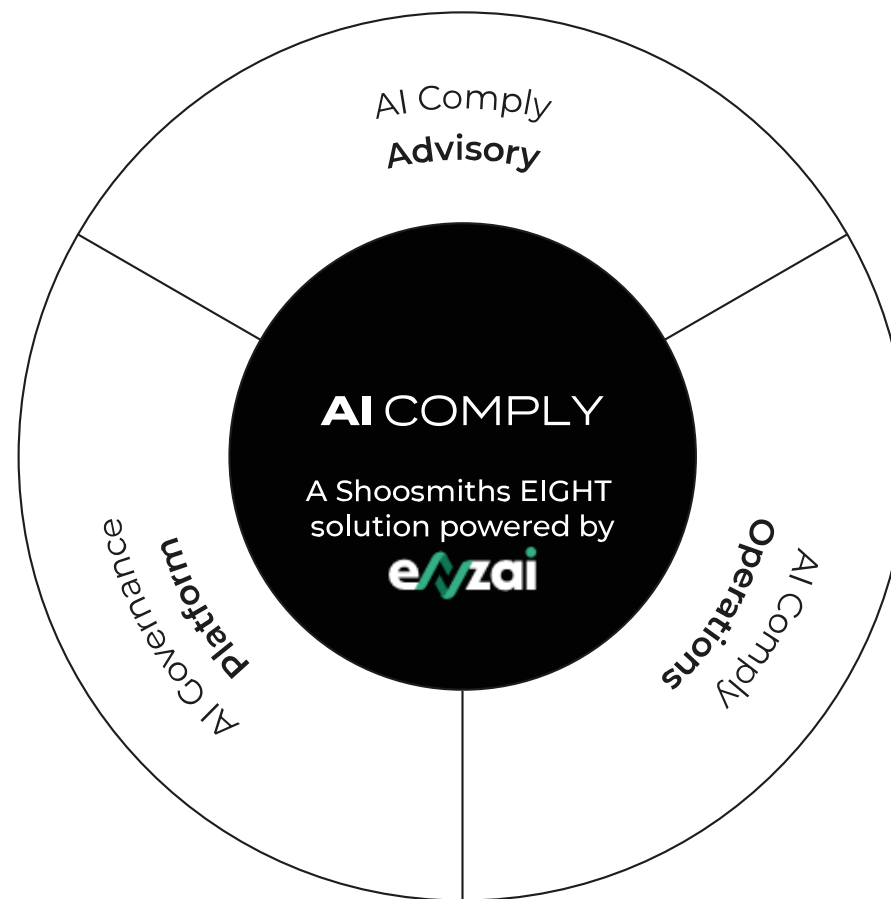 AI Comply
Advisory
AI COMPLY
A Shoosmiths EIGHT
solution powered by
enzai
AI Governance
Platform
AI Comply
Operations